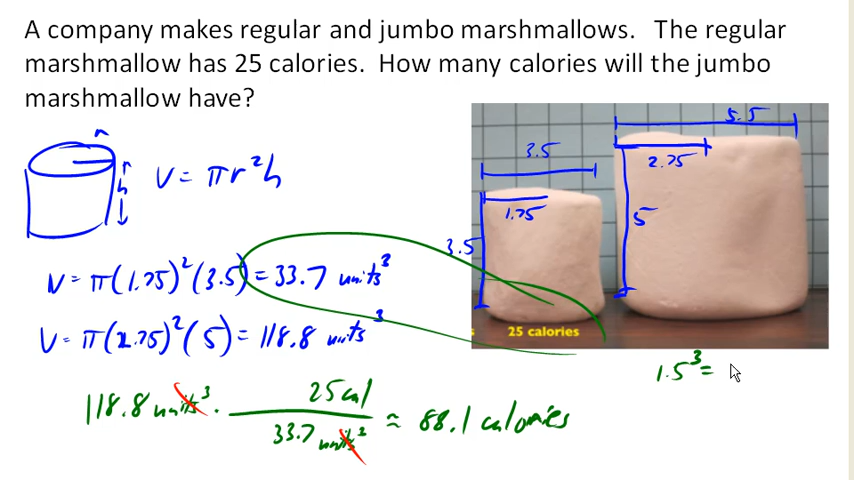 A company makes regular and jumbo marshmallows. The regular
marshmallow has 25 calories. How many calories will the jumbo
marshmallow have?
5.5
r
3.5
2.75
h
V = πr²h
1.75
5
3.5
V = π(1.75)²(3.5) = 33.7 units³
V = π(2.75)²(5) = 118.8 units³
25 calories
1.5³ =
118.8 units³ · 25 cal
33.7 units³ ≈ 88.1 calories